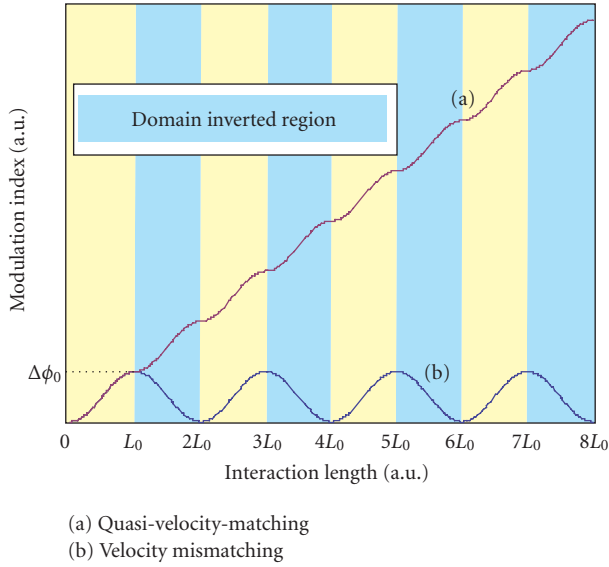 Modulation index (a.u.)
Domain inverted region
(a)
(b)
Δϕ₀
0 L₀ 2L₀ 3L₀ 4L₀ 5L₀ 6L₀ 7L₀ 8L₀
Interaction length (a.u.)
(a) Quasi-velocity-matching
(b) Velocity mismatching